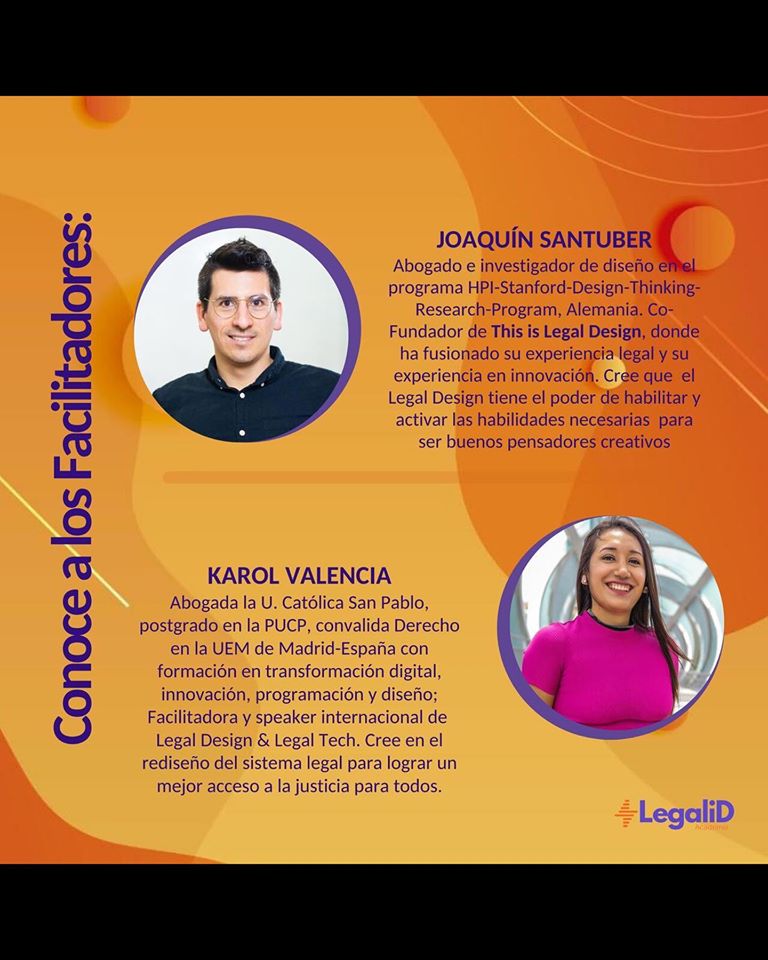 Conoce a los Facilitadores:
JOAQUÍN SANTUBER
Abogado e investigador de diseño en el
programa HPI-Stanford-Design-Thinking-
Research-Program, Alemania. Co-
Fundador de This is Legal Design, donde
ha fusionado su experiencia legal y su
experiencia en innovación. Cree que el
Legal Design tiene el poder de habilitar y
activar las habilidades necesarias para
ser buenos pensadores creativos
KAROL VALENCIA
Abogada la U. Católica San Pablo,
postgrado en la PUCP, convalida Derecho
en la UEM de Madrid-España con
formación en transformación digital,
innovación, programación y diseño;
Facilitadora y speaker internacional de
Legal Design & Legal Tech. Cree en el
rediseño del sistema legal para lograr un
mejor acceso a la justicia para todos.
LegaliD
Academia